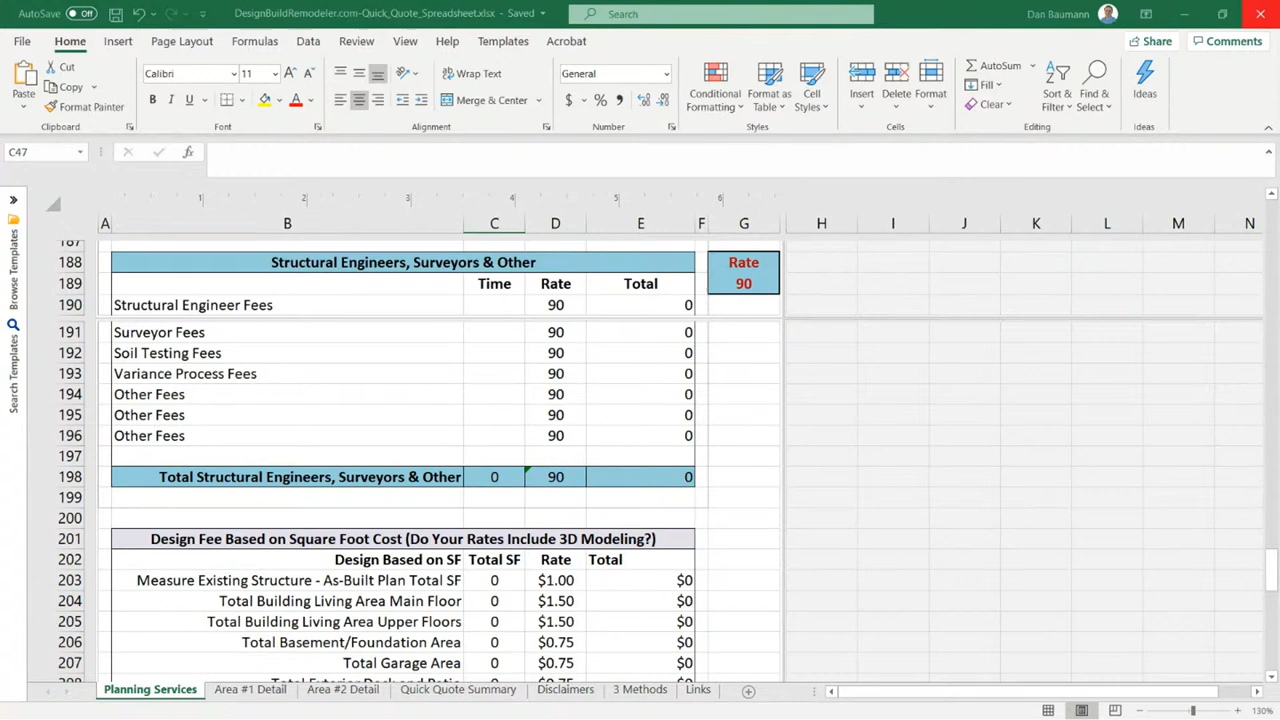 AutoSave Off DesignBuildRemodeler.com-Quick_Quote_Spreadsheet.xlsx - Saved Search Dan Baumann
File Home Insert Page Layout Formulas Data Review View Help Templates Acrobat Share Comments
Paste Cut Copy Format Painter Clipboard
Calibri 11 B I U Font
Wrap Text Merge & Center Alignment
General $ % Number
Conditional Formatting Format as Table Cell Styles Styles
Insert Delete Format Cells
AutoSum Fill Clear Sort & Filter Find & Select Editing
Ideas Ideas
C47 fx
1 2 3 4 5 6
A B C D E F G H I J K L M N
Browse Templates
Search Templates
187
188 Structural Engineers, Surveyors & Other Rate
189 Time Rate Total 90
190 Structural Engineer Fees 90 0
191 Surveyor Fees 90 0
192 Soil Testing Fees 90 0
193 Variance Process Fees 90 0
194 Other Fees 90 0
195 Other Fees 90 0
196 Other Fees 90 0
197
198 Total Structural Engineers, Surveyors & Other 0 90 0
199
200
201 Design Fee Based on Square Foot Cost (Do Your Rates Include 3D Modeling?)
202 Design Based on SF Total SF Rate Total
203 Measure Existing Structure - As-Built Plan Total SF 0 $1.00 $0
204 Total Building Living Area Main Floor 0 $1.50 $0
205 Total Building Living Area Upper Floors 0 $1.50 $0
206 Total Basement/Foundation Area 0 $0.75 $0
207 Total Garage Area 0 $0.75 $0
Planning Services Area #1 Detail Area #2 Detail Quick Quote Summary Disclaimers 3 Methods Links
130%